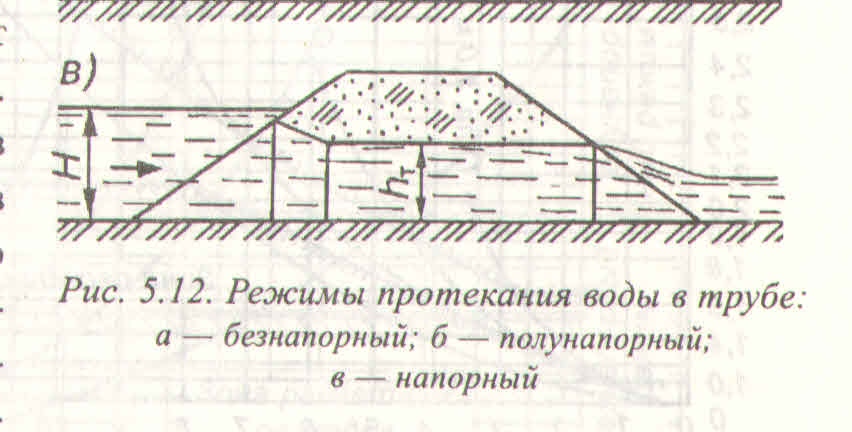 в)
H
hт
Рис. 5.12. Режимы протекания воды в трубе:
а — безнапорный; б — полунапорный;
в — напорный